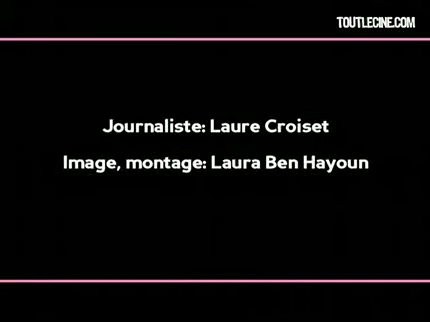 TOUTLECINE.COM
Journaliste: Laure Croiset
Image, montage: Laura Ben Hayoun